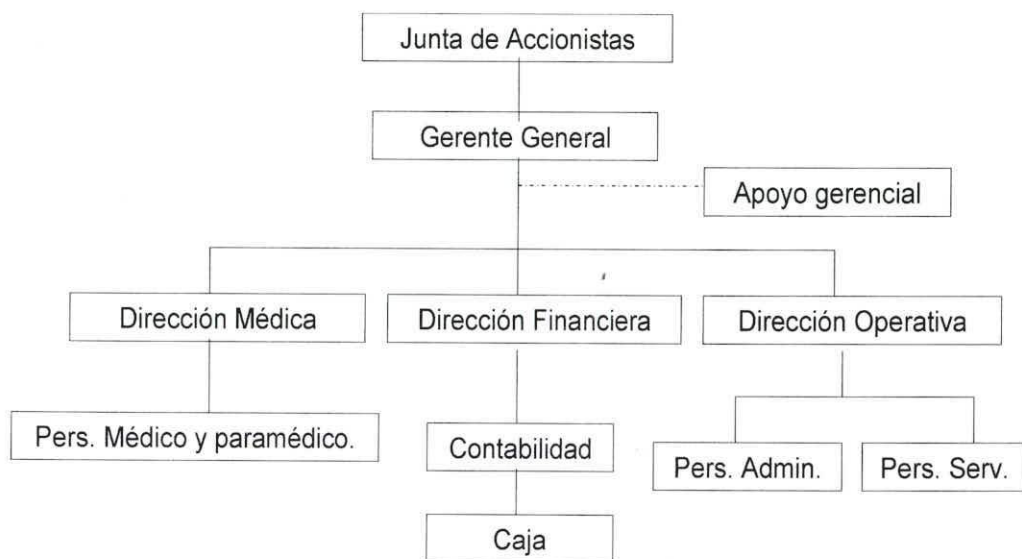 Junta de Accionistas
Gerente General
Apoyo gerencial
Dirección Médica
Dirección Financiera
Dirección Operativa
Pers. Médico y paramédico.
Contabilidad
Pers. Admin.
Pers. Serv.
Caja